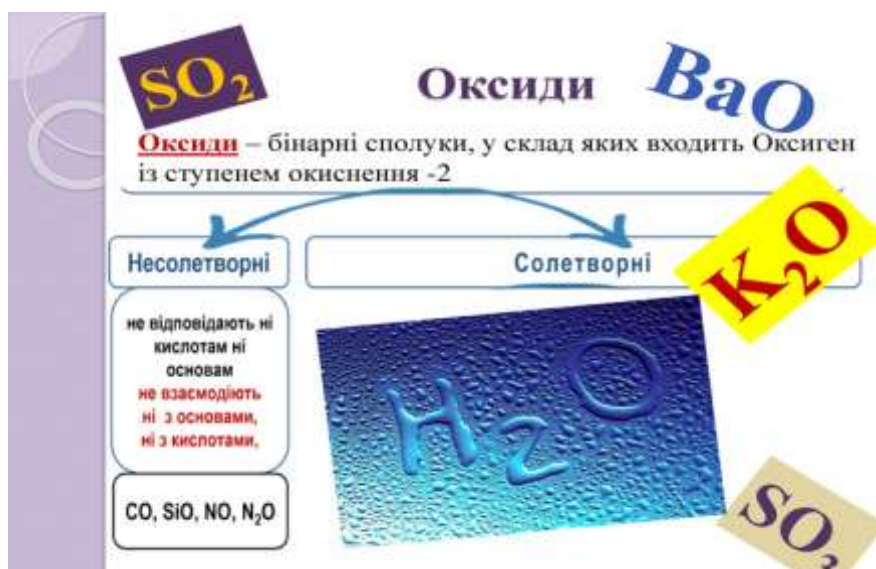 SO₂
Оксиди
BaO
Оксиди – бінарні сполуки, у склад яких входить Оксиген
із ступенем окиснення -2
Несолетворні
Солетворні
K₂O
не відповідають ні
кислотам ні
основам
не взаємодіють
ні з основами,
ні з кислотами,
H₂O
CO, SiO, NO, N₂O
SO₃